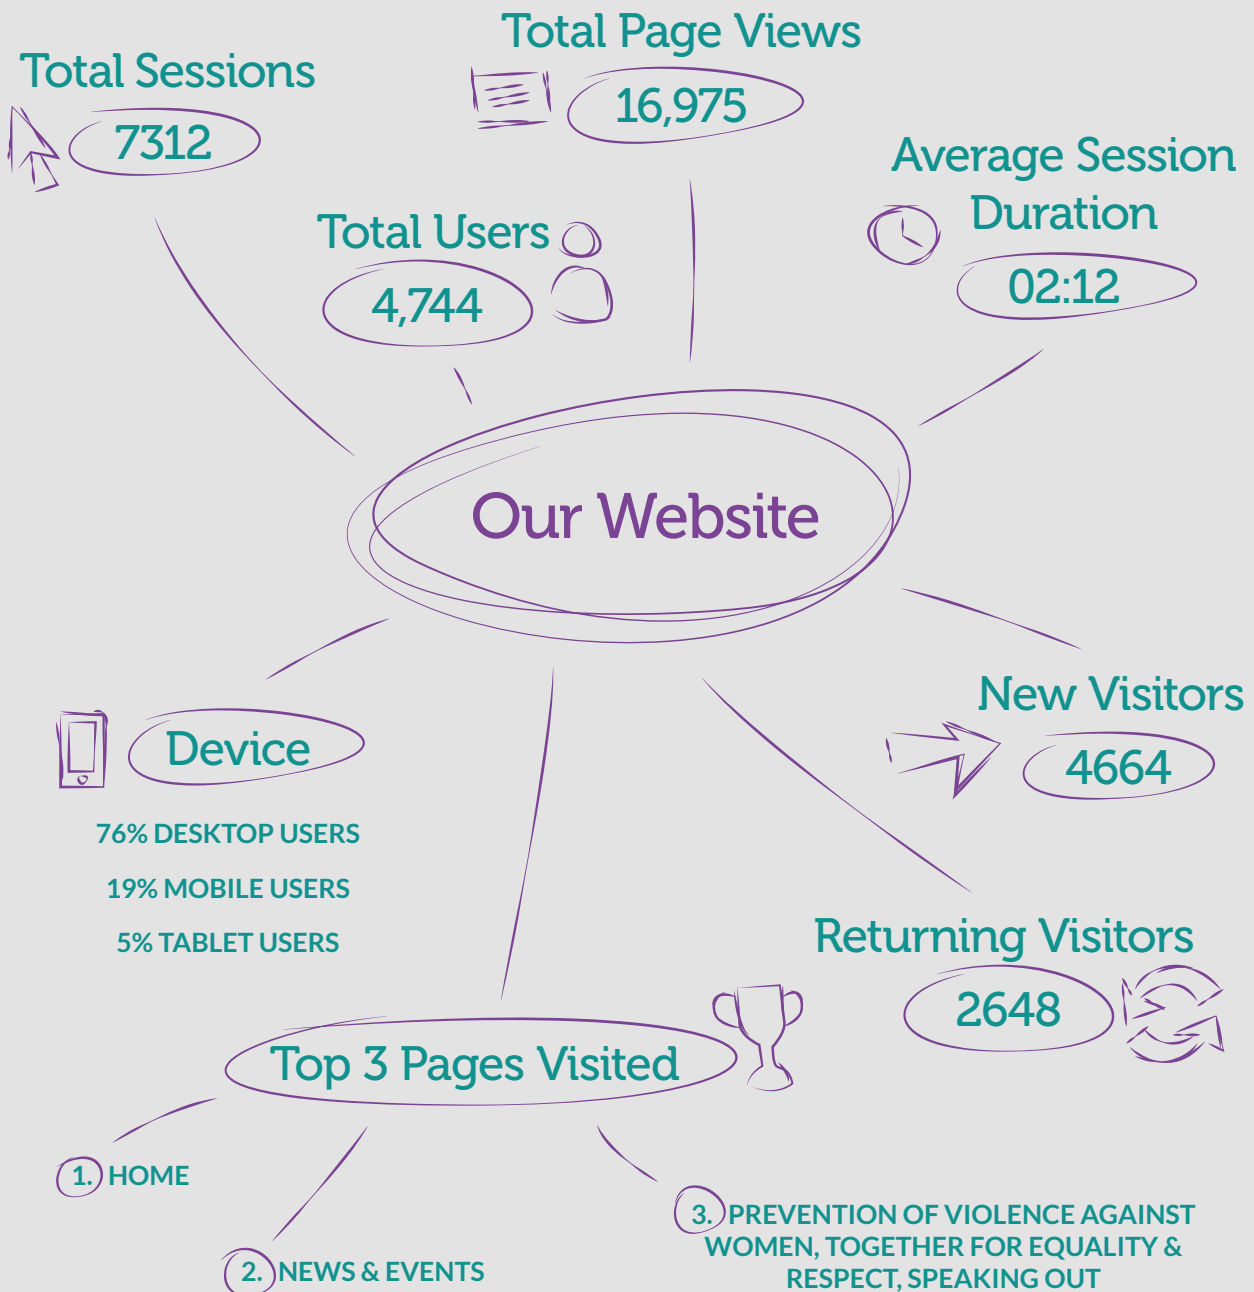 Total Page Views
16,975
Total Sessions
7312
Average Session
Duration
02:12
Total Users
4,744
Our Website
New Visitors
4664
Device
76% DESKTOP USERS
19% MOBILE USERS
5% TABLET USERS
Returning Visitors
2648
Top 3 Pages Visited
1. HOME
2. NEWS & EVENTS
3. PREVENTION OF VIOLENCE AGAINST
WOMEN, TOGETHER FOR EQUALITY &
RESPECT, SPEAKING OUT